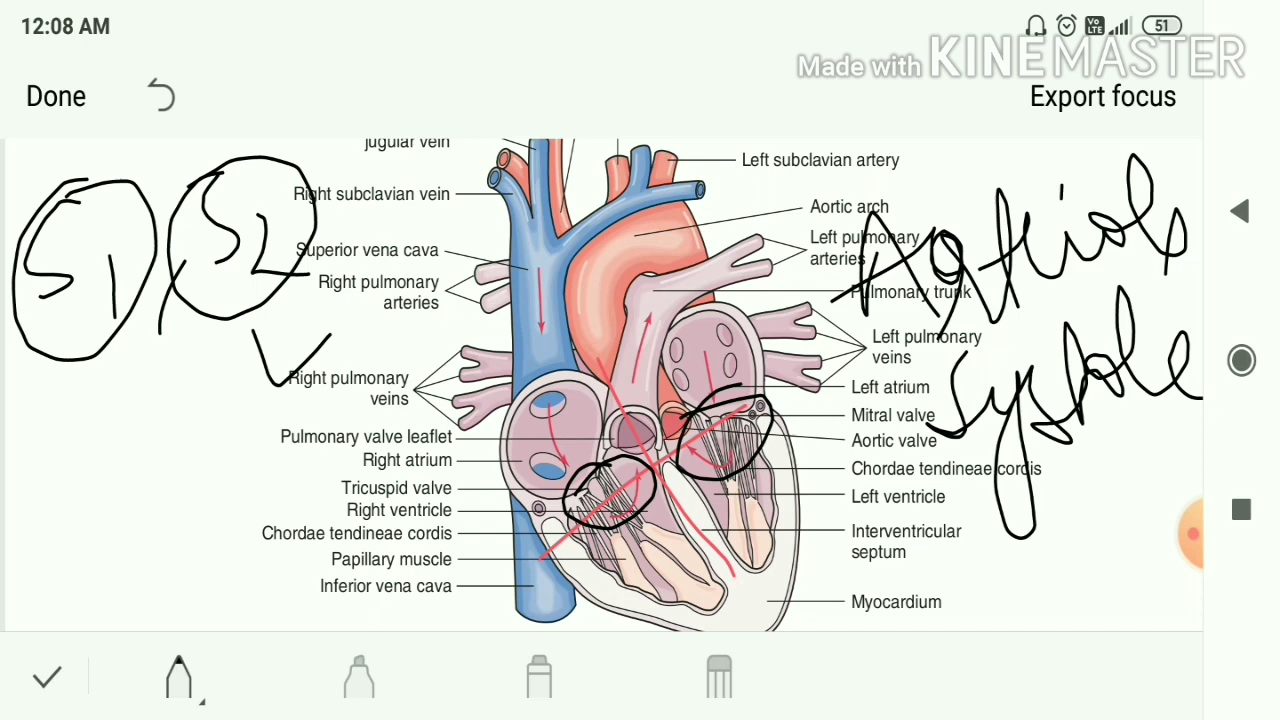 12:08 AM
Vo
LTE
51
Made with KINEMASTER
Done
Export focus
jugular vein
Left subclavian artery
Right subclavian vein
Aortic arch
Superior vena cava
Left pulmonary
arteries
Right pulmonary
arteries
Pulmonary trunk
Left pulmonary
veins
Right pulmonary
veins
Left atrium
Mitral valve
Pulmonary valve leaflet
Aortic valve
Right atrium
Chordae tendineae cordis
Tricuspid valve
Left ventricle
Right ventricle
Chordae tendineae cordis
Interventricular
septum
Papillary muscle
Inferior vena cava
Myocardium
S1
S2
Systole